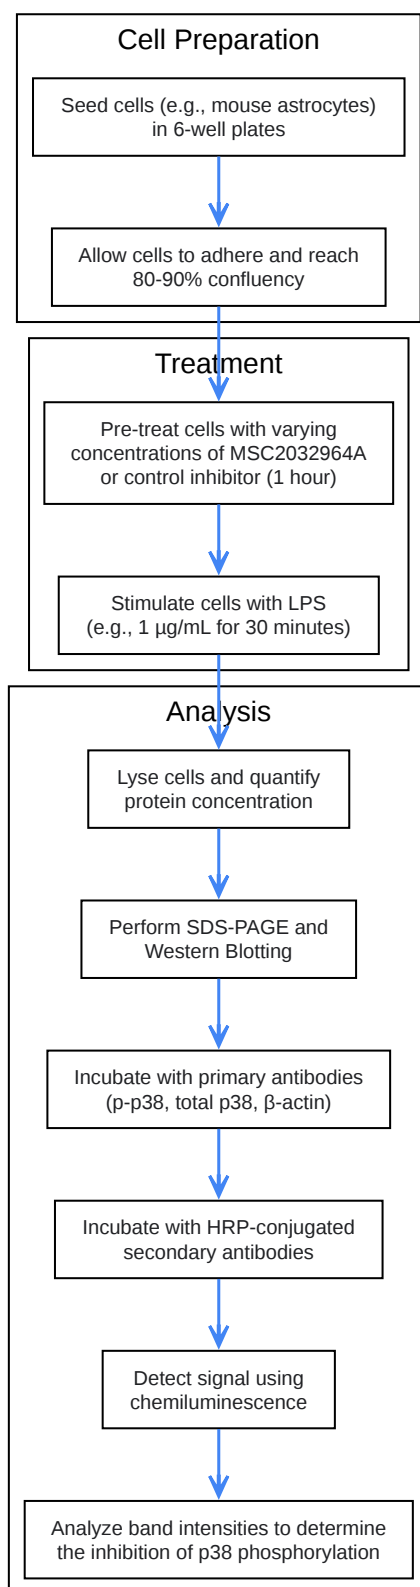 Cell Preparation
Seed cells (e.g., mouse astrocytes)
in 6-well plates
Allow cells to adhere and reach
80-90% confluency
Treatment
Pre-treat cells with varying
concentrations of MSC2032964A
or control inhibitor (1 hour)
Stimulate cells with LPS
(e.g., 1 µg/mL for 30 minutes)
Analysis
Lyse cells and quantify
protein concentration
Perform SDS-PAGE and
Western Blotting
Incubate with primary antibodies
(p-p38, total p38, β-actin)
Incubate with HRP-conjugated
secondary antibodies
Detect signal using
chemiluminescence
Analyze band intensities to determine
the inhibition of p38 phosphorylation